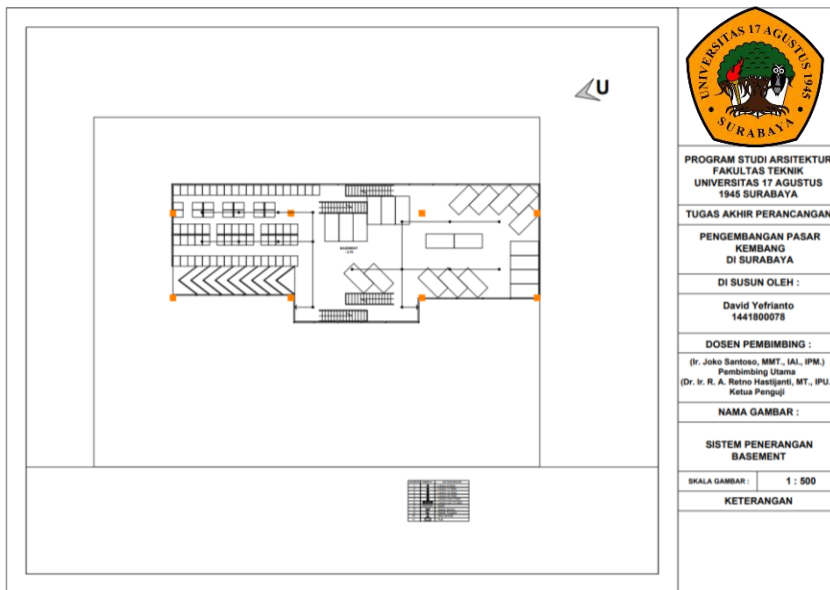 U
BASEMENT
UNIVERSITAS 17 AGUSTUS 1945
SURABAYA
PROGRAM STUDI ARSITEKTUR
FAKULTAS TEKNIK
UNIVERSITAS 17 AGUSTUS
1945 SURABAYA
TUGAS AKHIR PERANCANGAN
PENGEMBANGAN PASAR
KEMBANG
DI SURABAYA
DI SUSUN OLEH :
David Yefrianto
1441800078
DOSEN PEMBIMBING :
(Ir. Joko Santoso, MMT., IAI., IPM.)
Pembimbing Utama
(Dr. Ir. R. A. Retno Hastijanti, MT., IPU.
Ketua Penguji
NAMA GAMBAR :
SISTEM PENERANGAN
BASEMENT
SKALA GAMBAR : 1 : 500
KETERANGAN